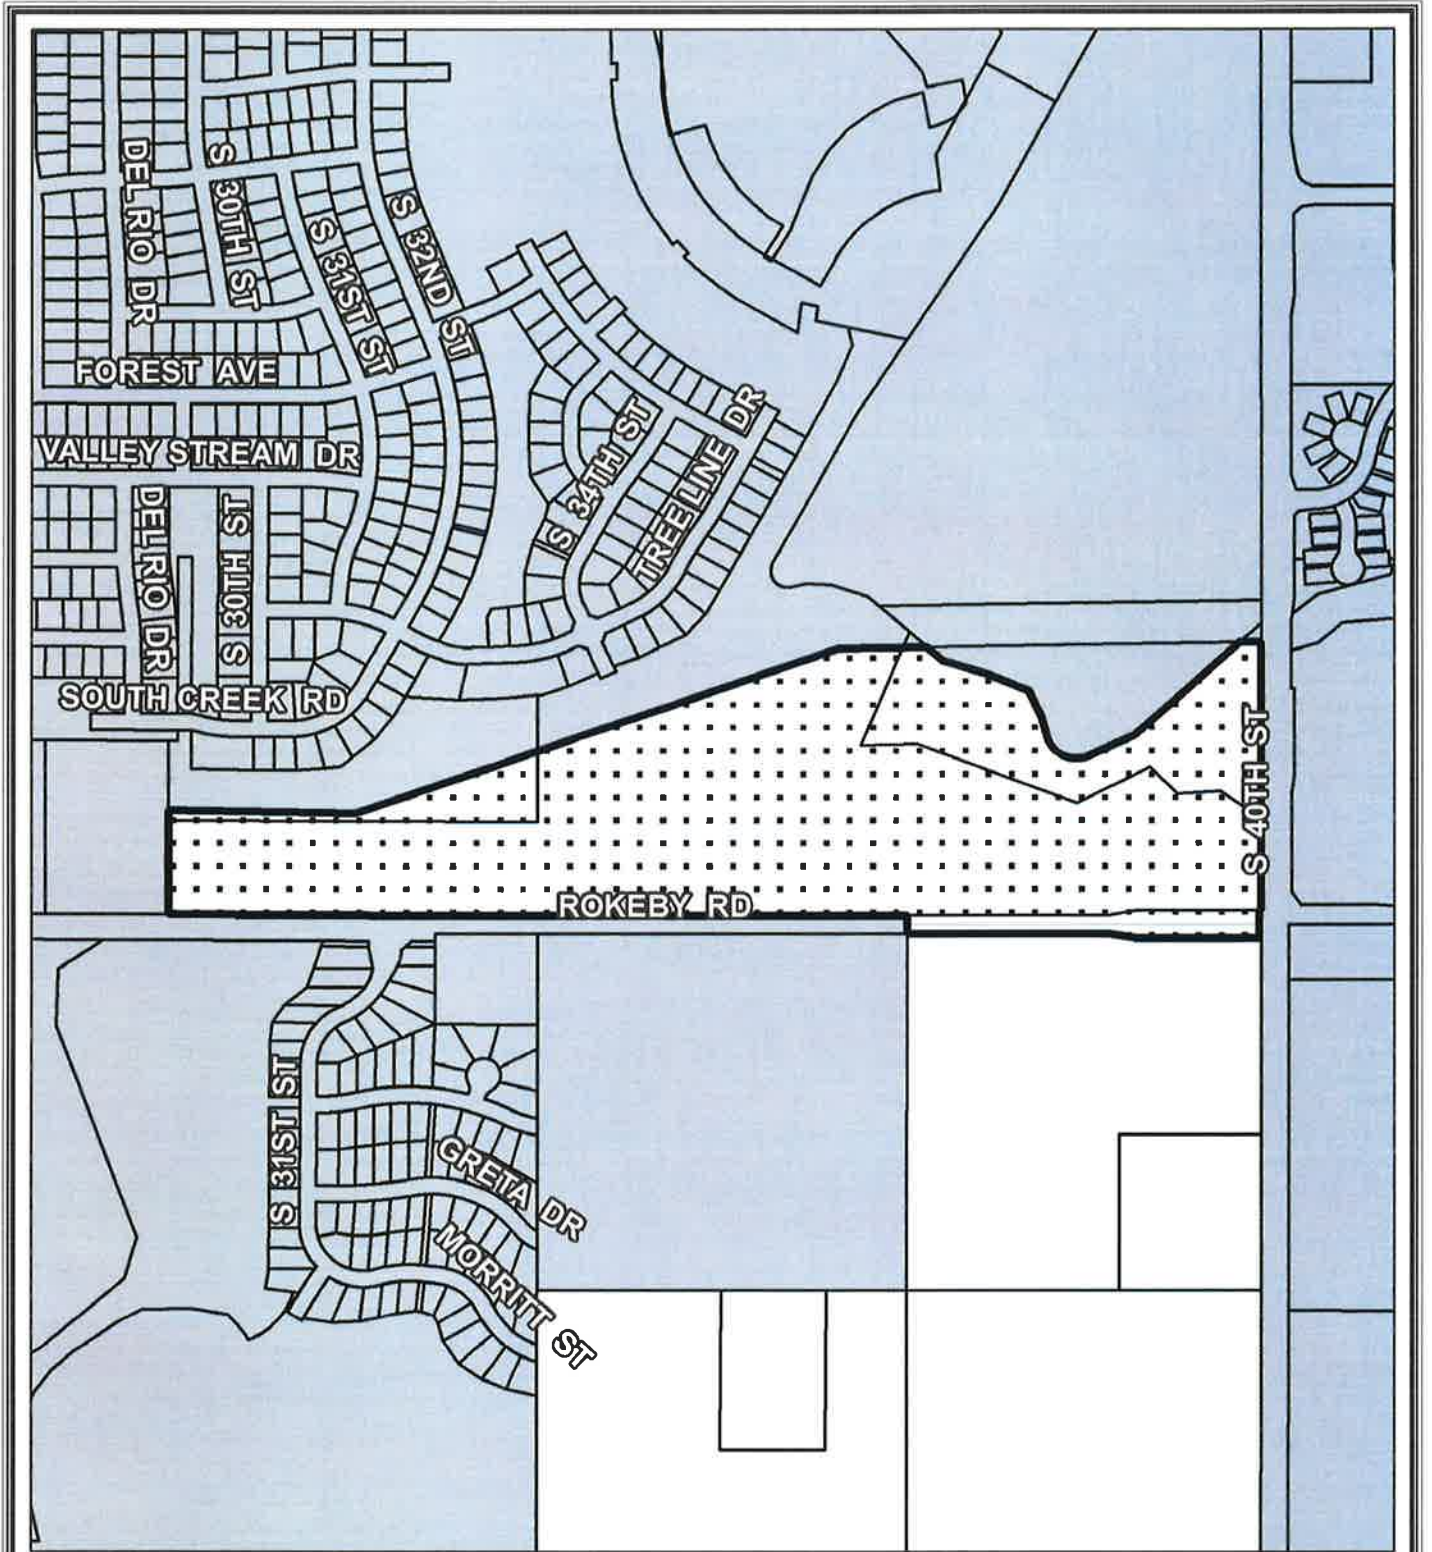 DEL RIO DR
S 30TH ST
S 31ST ST
S 32ND ST
FOREST AVE
VALLEY STREAM DR
S 34TH ST
TREE LINE DR
DEL RIO DR
S 30TH ST
SOUTH CREEK RD
S 40TH ST
ROKEBY RD
S 31ST ST
GRETA DR
MORRITT ST